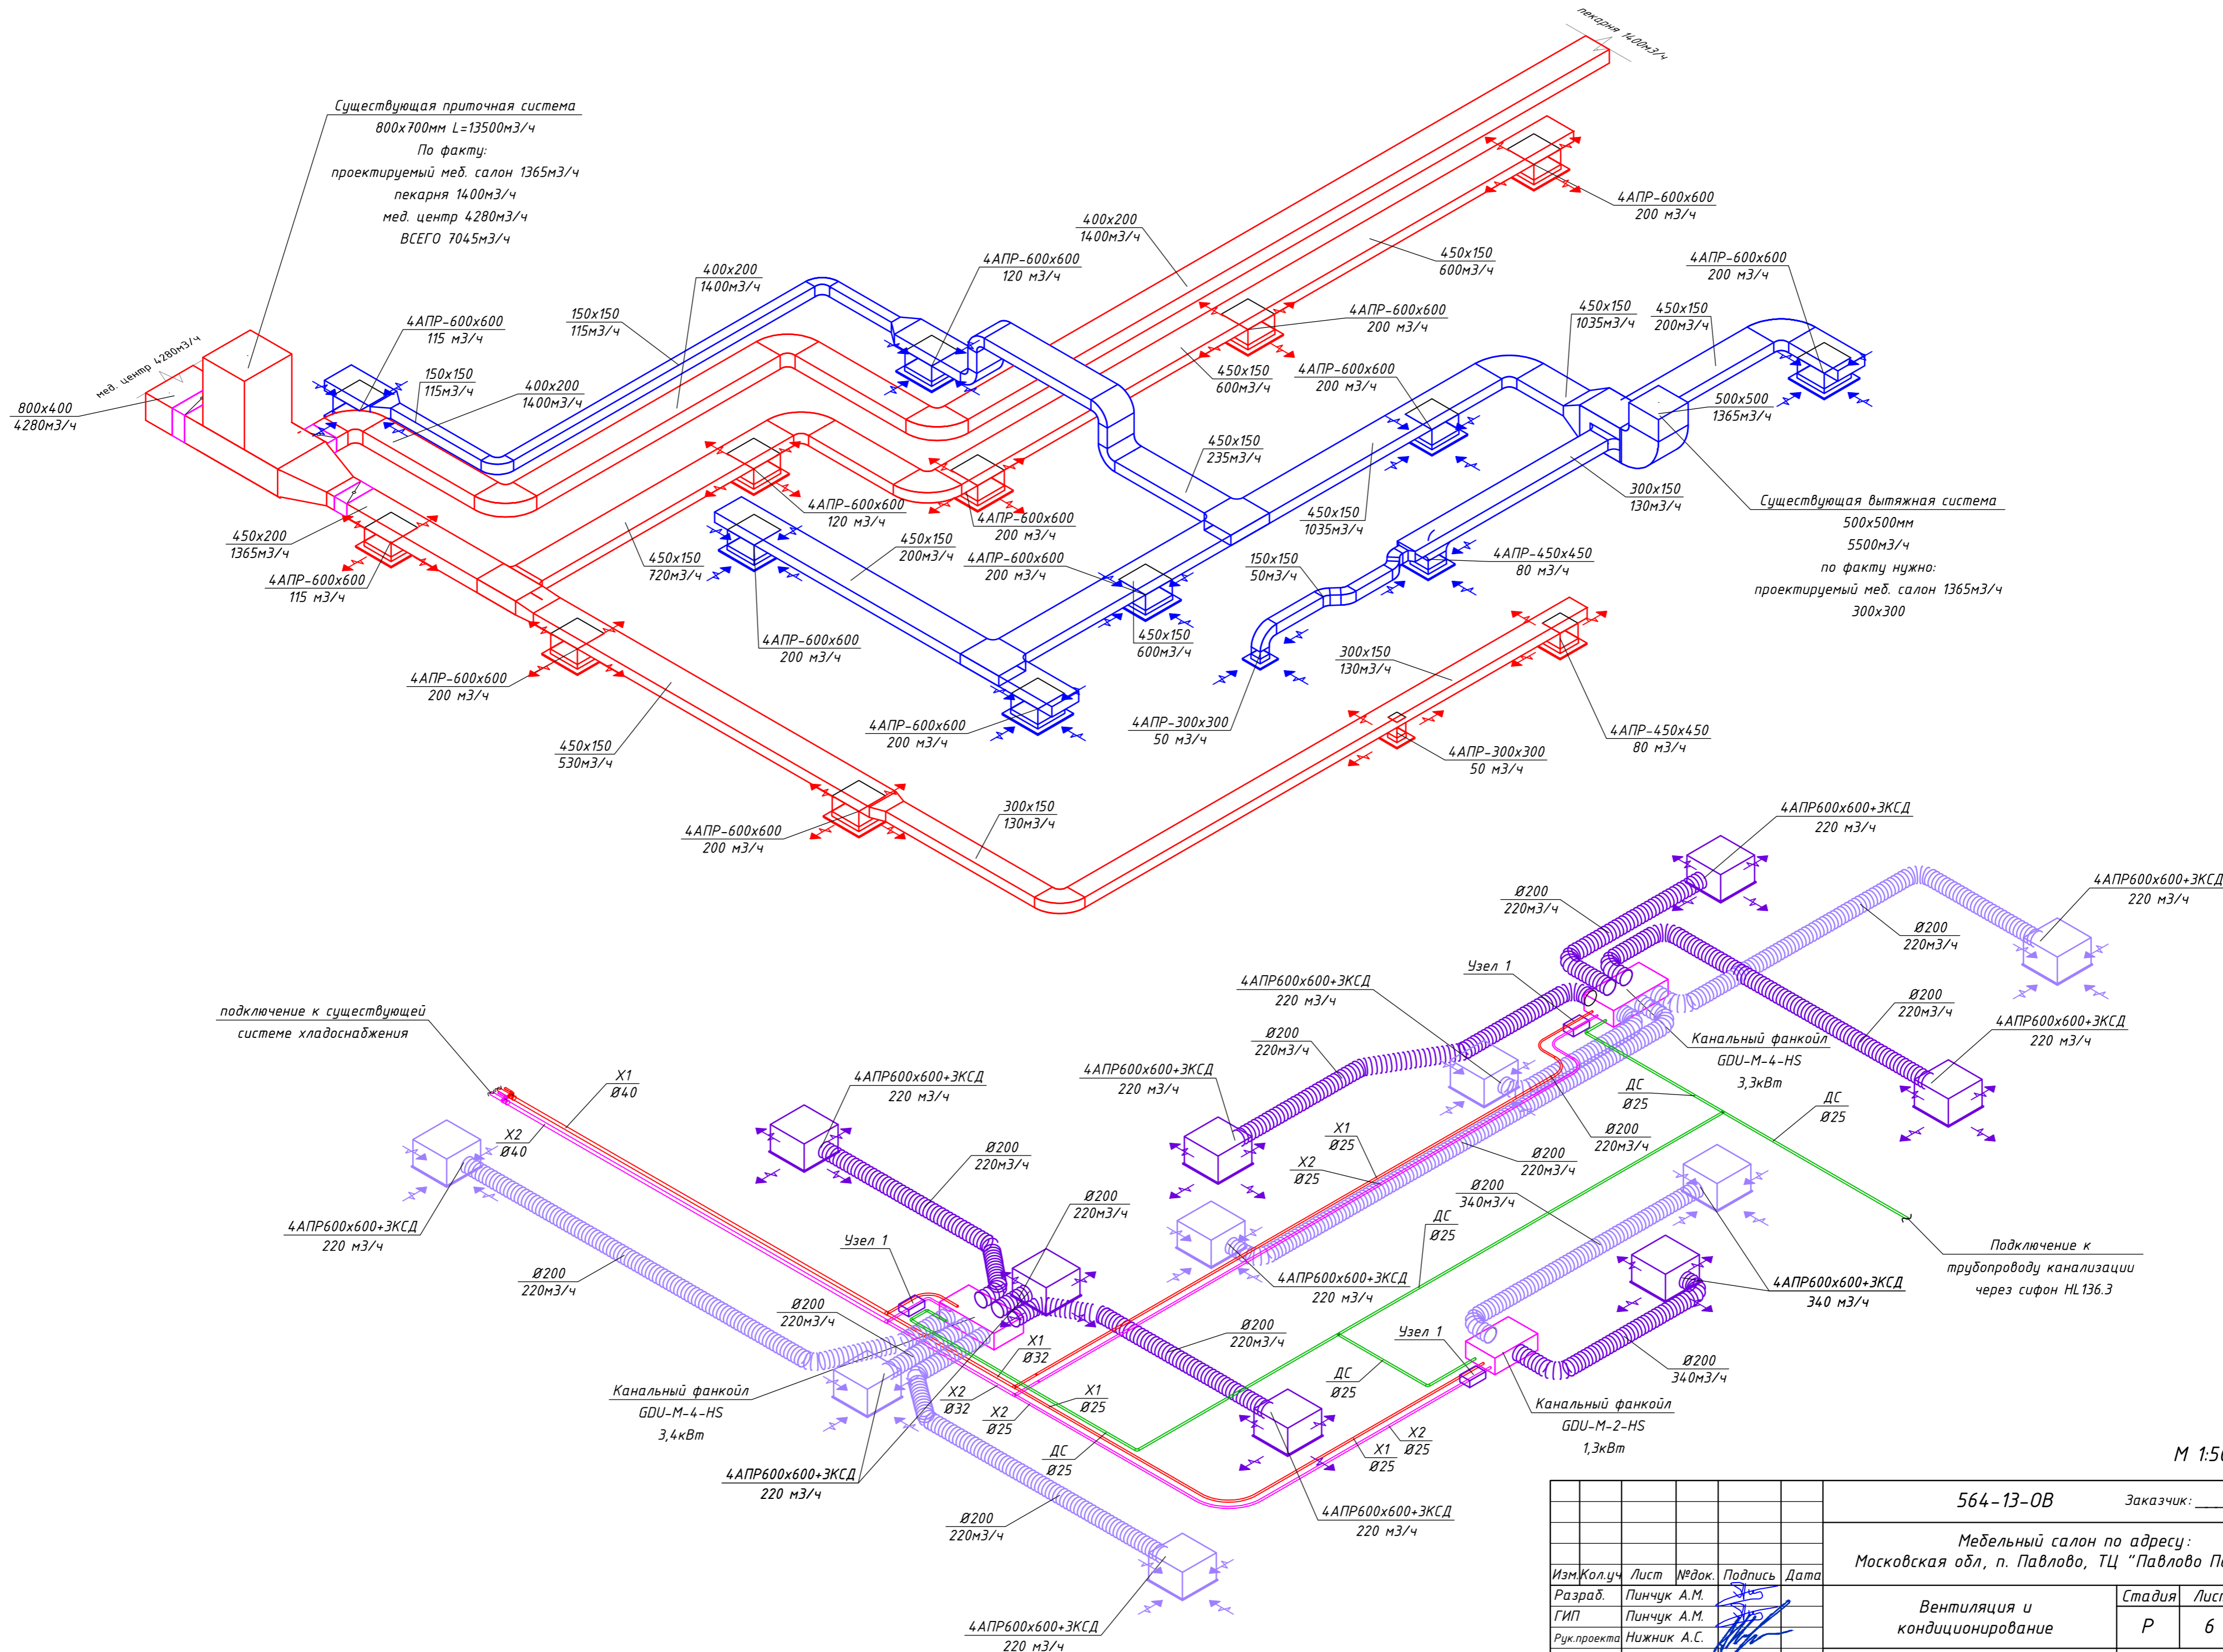 пекарня 1400м3/ч
Существующая приточная система
800х700мм L=13500м3/ч
По факту:
проектируемый меб. салон 1365м3/ч
пекарня 1400м3/ч
мед. центр 4280м3/ч
ВСЕГО 7045м3/ч
4АПР-600х600
200 м3/ч
400х200
1400м3/ч
450х150
600м3/ч
4АПР-600х600
120 м3/ч
4АПР-600х600
200 м3/ч
400х200
1400м3/ч
150х150
115м3/ч
4АПР-600х600
115 м3/ч
4АПР-600х600
200 м3/ч
450х150
1035м3/ч
450х150
200м3/ч
мед. центр 4280м3/ч
150х150
115м3/ч
400х200
1400м3/ч
450х150
600м3/ч
4АПР-600х600
200 м3/ч
500х500
1365м3/ч
800х400
4280м3/ч
450х150
235м3/ч
300х150
130м3/ч
Существующая вытяжная система
500х500мм
5500м3/ч
по факту нужно:
проектируемый меб. салон 1365м3/ч
300х300
4АПР-600х600
120 м3/ч
4АПР-600х600
200 м3/ч
450х150
1035м3/ч
450х200
1365м3/ч
450х150
720м3/ч
450х150
200м3/ч
4АПР-600х600
200 м3/ч
150х150
50м3/ч
4АПР-450х450
80 м3/ч
4АПР-600х600
115 м3/ч
4АПР-600х600
200 м3/ч
450х150
600м3/ч
300х150
130м3/ч
4АПР-600х600
200 м3/ч
4АПР-600х600
200 м3/ч
4АПР-300х300
50 м3/ч
4АПР-450х450
80 м3/ч
450х150
530м3/ч
4АПР-300х300
50 м3/ч
300х150
130м3/ч
4АПР-600х600
200 м3/ч
4АПР600х600+3КСД
220 м3/ч
4АПР600х600+3КСД
220 м3/ч
Ø200
220м3/ч
Ø200
220м3/ч
Узел 1
4АПР600х600+3КСД
220 м3/ч
Ø200
220м3/ч
подключение к существующей
системе хладоснабжения
4АПР600х600+3КСД
220 м3/ч
Ø200
220м3/ч
Канальный фанкойл
GDU-M-4-HS
3,3кВт
4АПР600х600+3КСД
220 м3/ч
Х1
Ø40
4АПР600х600+3КСД
220 м3/ч
ДС
Ø25
ДС
Ø25
Х2
Ø40
Х1
Ø25
Ø200
220м3/ч
Ø200
220м3/ч
Ø200
220м3/ч
Х2
Ø25
Ø200
340м3/ч
Ø200
220м3/ч
4АПР600х600+3КСД
220 м3/ч
ДС
Ø25
Узел 1
Подключение к
трубопроводу канализации
через сифон HL136.3
Ø200
220м3/ч
4АПР600х600+3КСД
220 м3/ч
4АПР600х600+3КСД
340 м3/ч
Ø200
220м3/ч
Ø200
220м3/ч
Узел 1
Х1
Ø32
ДС
Ø25
Ø200
340м3/ч
Канальный фанкойл
GDU-M-4-HS
3,4кВт
Х2
Ø32
Х1
Ø25
Х2
Ø25
Канальный фанкойл
GDU-M-2-HS
1,3кВт
Х2
Ø25
Х1
Ø25
ДС
Ø25
4АПР600х600+3КСД
220 м3/ч
4АПР600х600+3КСД
220 м3/ч
Ø200
220м3/ч
4АПР600х600+3КСД
220 м3/ч
М 1:50
564-13-ОВ Заказчик:
Мебельный салон по адресу:
Московская обл, п. Павлово, ТЦ "Павлово
Изм. Кол.уч Лист №док. Подпись Дата
Разраб. Пинчук А.М.
ГИП Пинчук А.М.
Рук.проекта Нижник А.С.
Вентиляция и
кондиционирование
Стадия Лист
Р 6